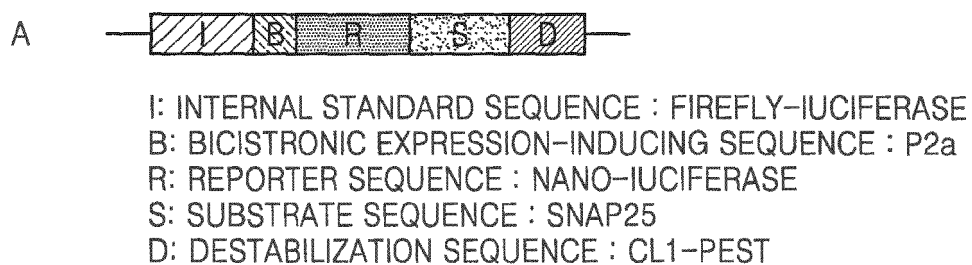 A
I B R S D
I: INTERNAL STANDARD SEQUENCE : FIREFLY-IUCIFERASE
B: BICISTRONIC EXPRESSION-INDUCING SEQUENCE : P2a
R: REPORTER SEQUENCE : NANO-IUCIFERASE
S: SUBSTRATE SEQUENCE : SNAP25
D: DESTABILIZATION SEQUENCE : CL1-PEST